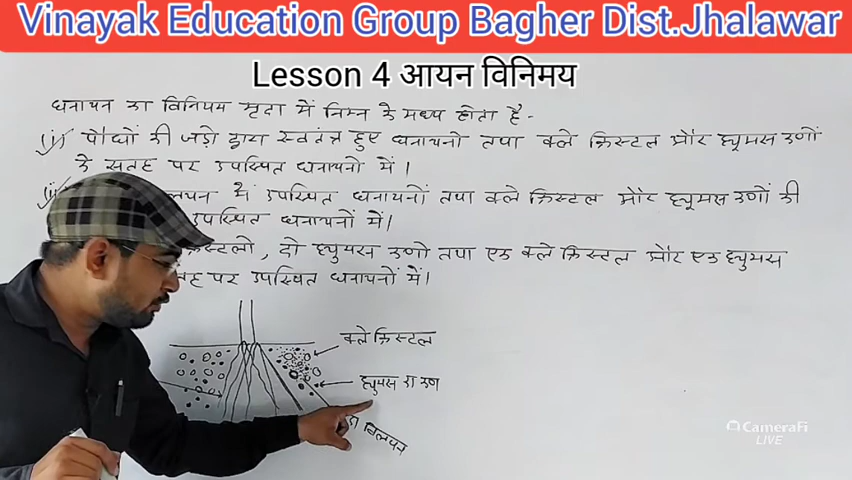 Vinayak Education Group Bagher Dist.Jhalawar
Lesson 4 आयन विनिमय
धनायन का विनिमय मृदा में निम्न के मध्य होता है-
(i) पौधों की जड़ो द्वारा स्वतंत्र हुए धनायनो तथा क्ले क्रिस्टल और ह्यूमस कणों
के सतह पर उपस्थित धनायनो में।
में उपस्थित धनायनों तथा क्ले क्रिस्टल और ह्यूमस कणों की
उपस्थित धनायनों में।
दो ह्यूमस कणो तथा एक क्ले क्रिस्टल और एक ह्यूमस
पर उपस्थित धनायनों में।
क्ले क्रिस्टल
ह्यूमस का कण
का विलयन
CameraFi
LIVE